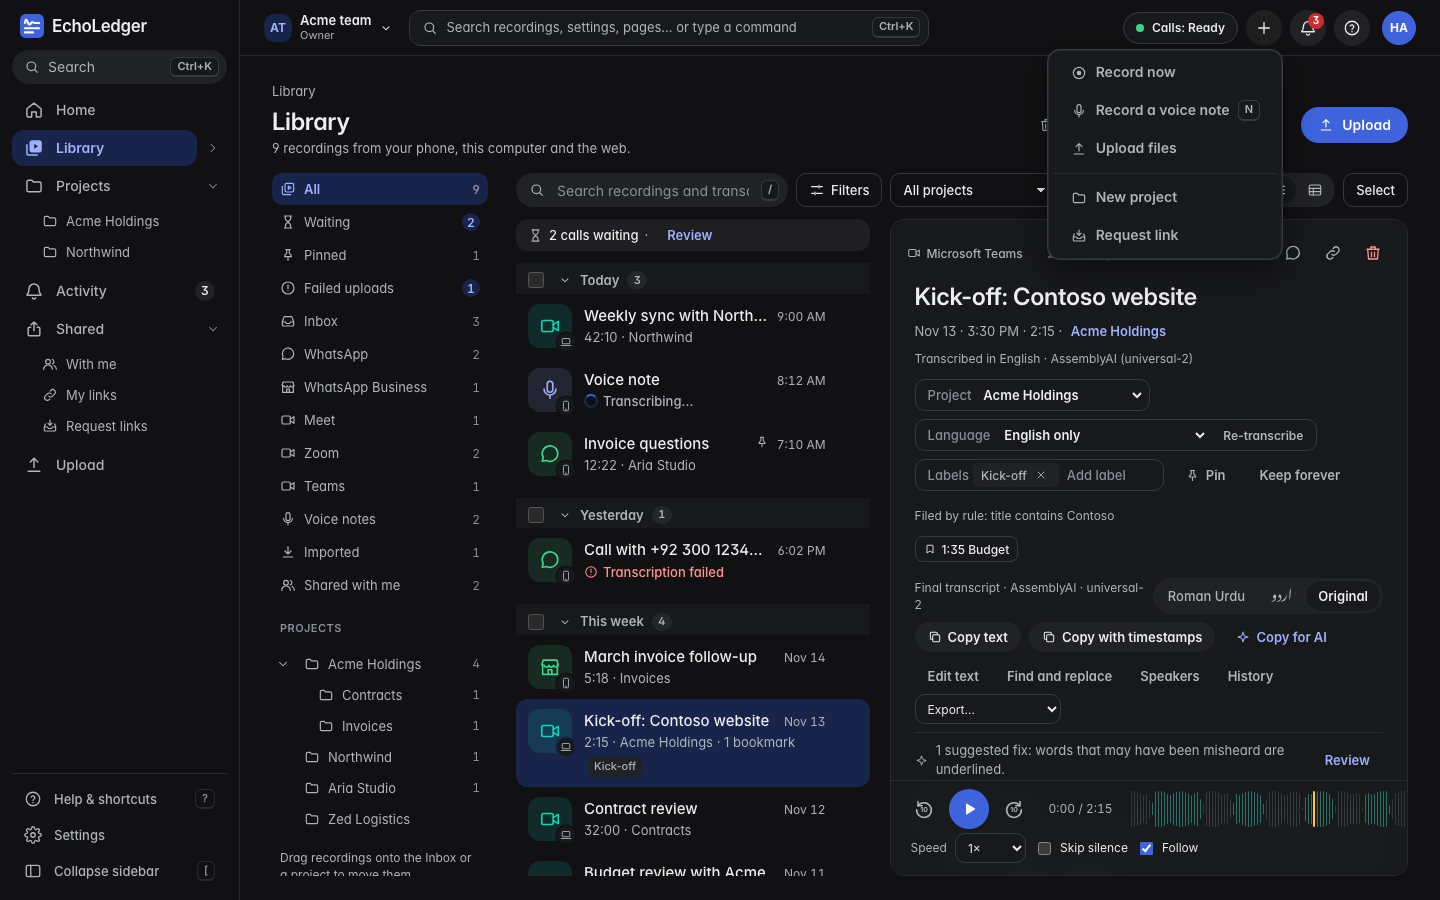 EchoLedger
Search Ctrl+K
Home
Library
Projects
Acme Holdings
Northwind
Activity 3
Shared
With me
My links
Request links
Upload
Help & shortcuts ?
Settings
Collapse sidebar [
AT Acme team
Owner
Search recordings, settings, pages... or type a command Ctrl+K
Calls: Ready
3
HA
Record now
Record a voice note N
Upload files
New project
Request link
Library
Library
9 recordings from your phone, this computer and the web.
Upload
All 9
Waiting 2
Pinned 1
Failed uploads 1
Inbox 3
WhatsApp 2
WhatsApp Business 1
Meet 1
Zoom 2
Teams 1
Voice notes 2
Imported 1
Shared with me 2
PROJECTS
Acme Holdings 4
Contracts 1
Invoices 1
Northwind 1
Aria Studio 1
Zed Logistics
Drag recordings onto the Inbox or
a project to move them
Search recordings and transc /
Filters
All projects
Select
2 calls waiting · Review
Today 3
Weekly sync with North... 9:00 AM
42:10 · Northwind
Voice note 8:12 AM
Transcribing...
Invoice questions 7:10 AM
12:22 · Aria Studio
Yesterday 1
Call with +92 300 1234... 6:02 PM
Transcription failed
This week 4
March invoice follow-up Nov 14
5:18 · Invoices
Kick-off: Contoso website Nov 13
2:15 · Acme Holdings · 1 bookmark
Kick-off
Contract review Nov 12
32:00 · Contracts
Budget review with Acme Nov 11
Microsoft Teams
Kick-off: Contoso website
Nov 13 · 3:30 PM · 2:15 · Acme Holdings
Transcribed in English · AssemblyAI (universal-2)
Project Acme Holdings
Language English only Re-transcribe
Labels Kick-off × Add label Pin Keep forever
Filed by rule: title contains Contoso
1:35 Budget
Final transcript · AssemblyAI · universal-
2
Roman Urdu اردو Original
Copy text Copy with timestamps Copy for AI
Edit text Find and replace Speakers History
Export...
1 suggested fix: words that may have been misheard are
underlined.
Review
10 10 0:00 / 2:15
Speed 1× Skip silence Follow